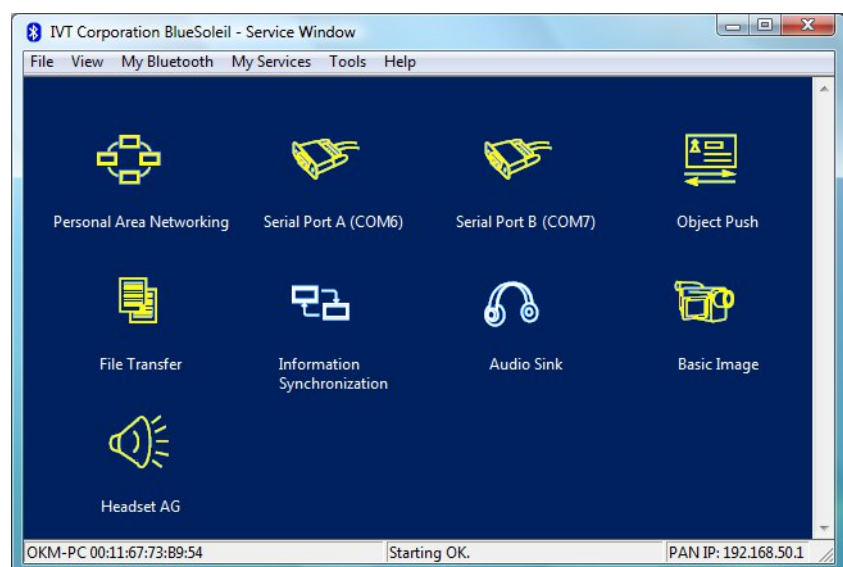 IVT Corporation BlueSoleil - Service Window
File View My Bluetooth My Services Tools Help
Personal Area Networking Serial Port A (COM6) Serial Port B (COM7) Object Push
File Transfer Information Synchronization Audio Sink Basic Image
Headset AG
OKM-PC 00:11:67:73:B9:54 Starting OK. PAN IP: 192.168.50.1